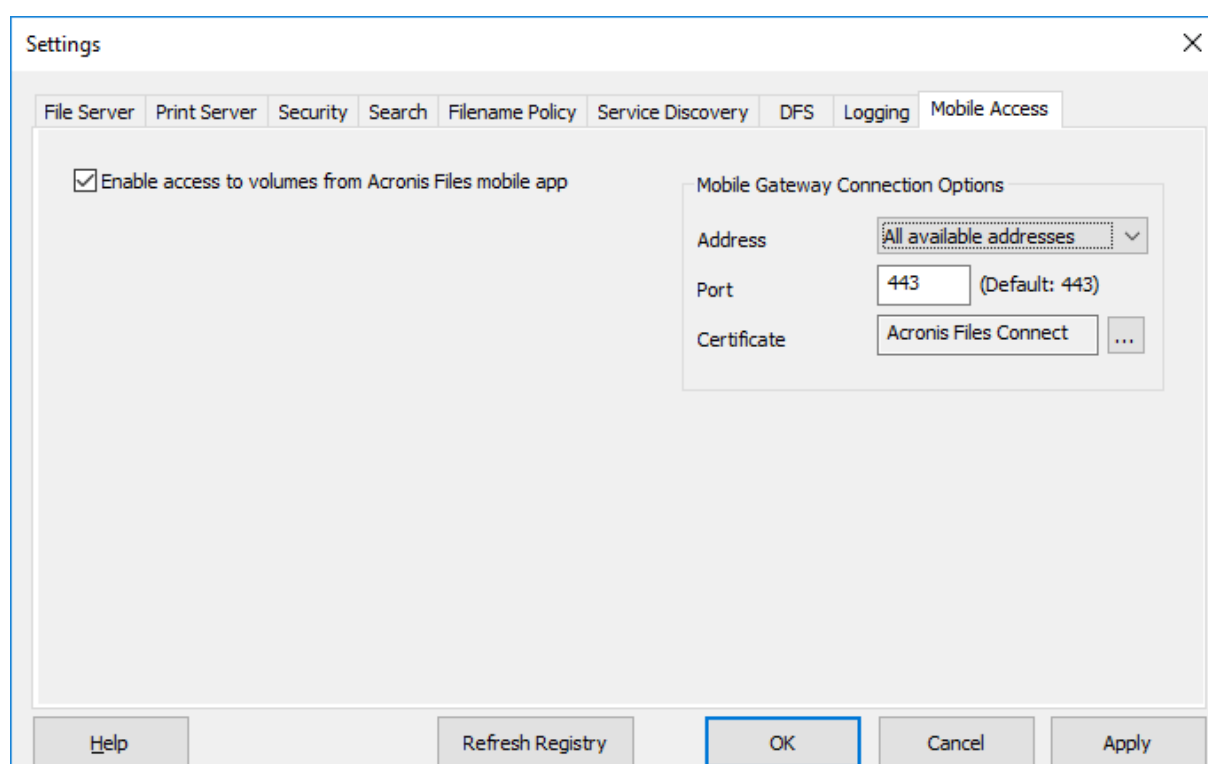 Settings
File Server Print Server Security Search Filename Policy Service Discovery DFS Logging Mobile Access
Enable access to volumes from Acronis Files mobile app
Mobile Gateway Connection Options
Address All available addresses
Port 443 (Default: 443)
Certificate Acronis Files Connect ...
Help Refresh Registry OK Cancel Apply